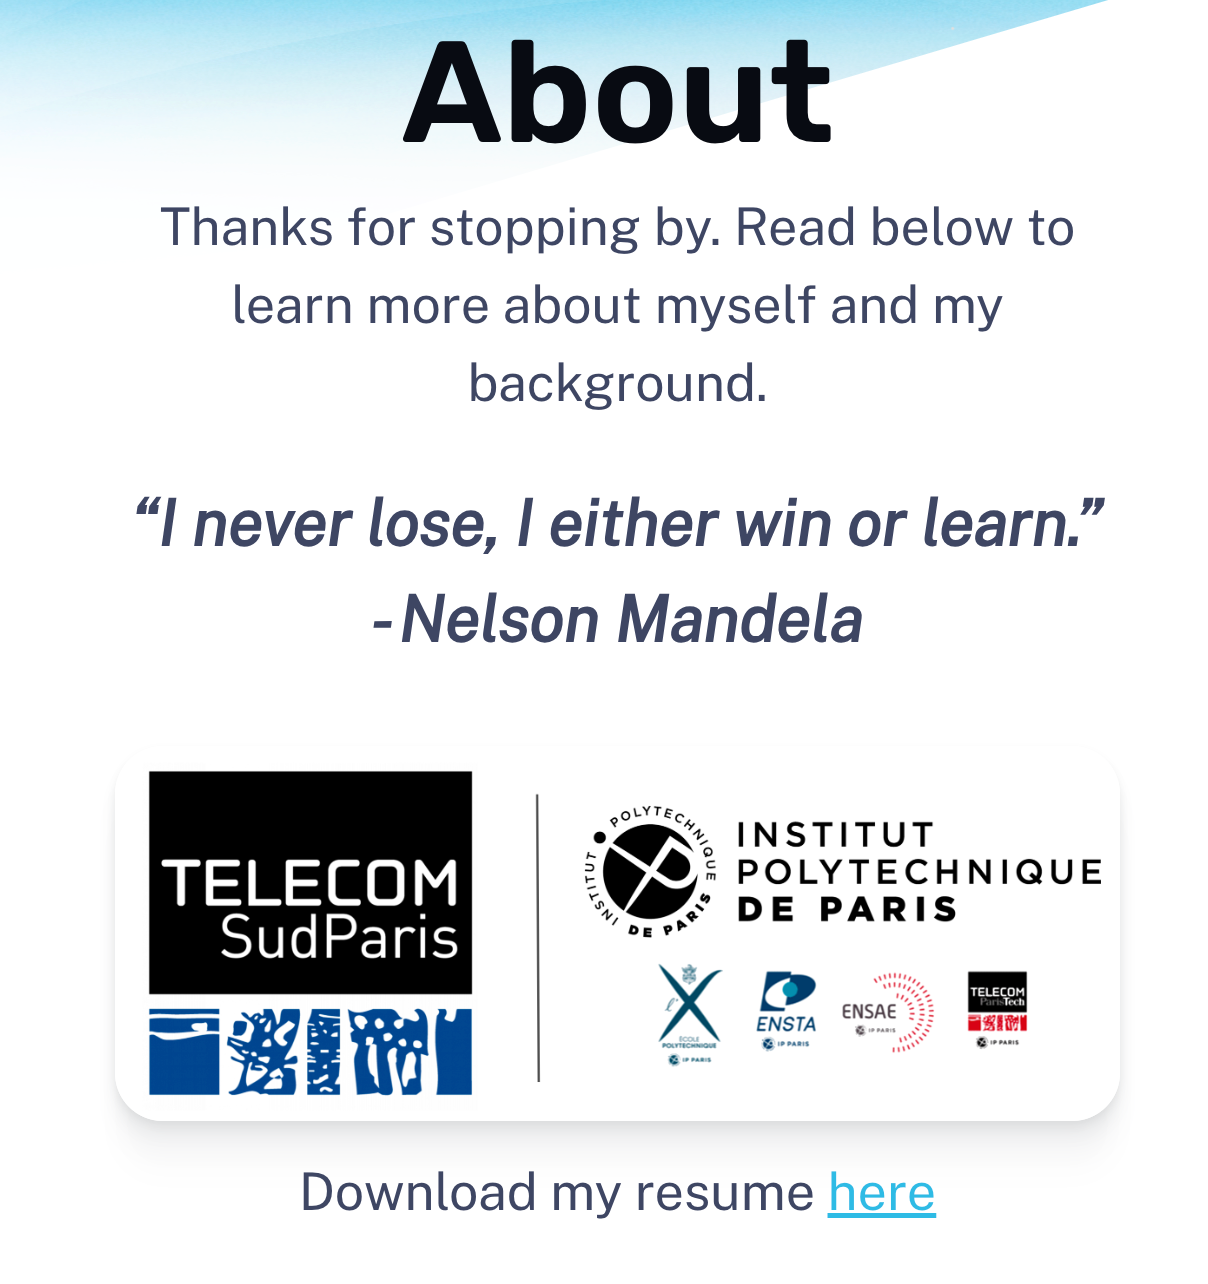 About
Thanks for stopping by. Read below to
learn more about myself and my
background.
“I never lose, I either win or learn.”
- Nelson Mandela
TELECOM
SudParis
INSTITUT POLYTECHNIQUE DE PARIS
INSTITUT
POLYTECHNIQUE
DE PARIS
l'X
ÉCOLE
POLYTECHNIQUE
IP PARIS
ENSTA
IP PARIS
ENSAE
IP PARIS
TELECOM
ParisTech
IP PARIS
Download my resume here